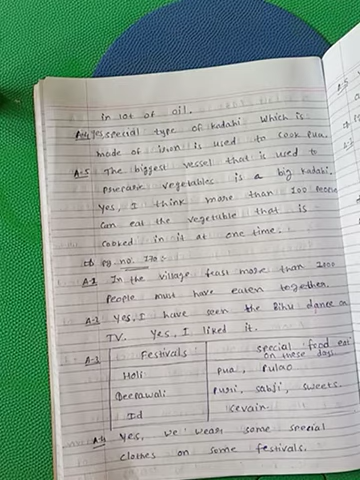 in lot of oil.
A-4 Yes, special type of kadahi which is
made of iron is used to cook pua.
A-5 The biggest vessel that is used to
prepare vegetables is a big kadahi.
Yes, I think more than 100 people
can eat the vegetable that is
cooked in it at one time.
Pg. no. 170:-
A-1 In the village feast more than 2000
People must have eaten together.
A-2 Yes, I have seen the Bihu dance on
TV. Yes, I liked it.
A-3 Festivals special food eat
on these days
Holi Pua, Pulao
Deepawali Puri, sabji, sweets.
Id sevain
A-4 Yes, we wear some special
clothes on some festivals.